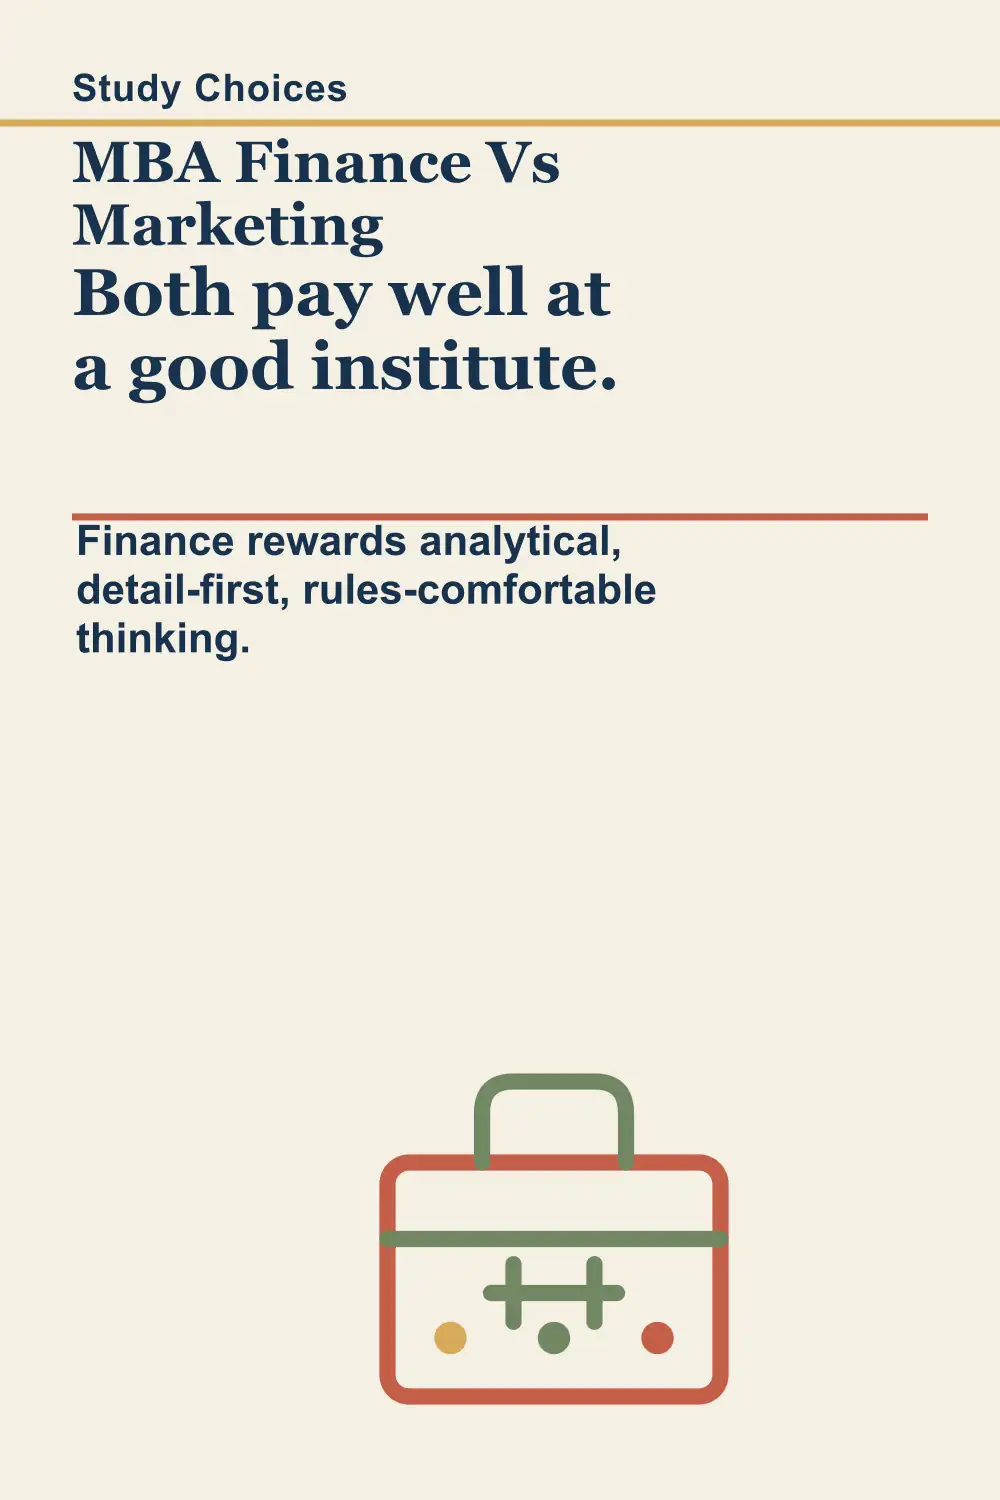 Study Choices
MBA Finance Vs
Marketing
Both pay well at
a good institute.
Finance rewards analytical,
detail-first, rules-comfortable
thinking.